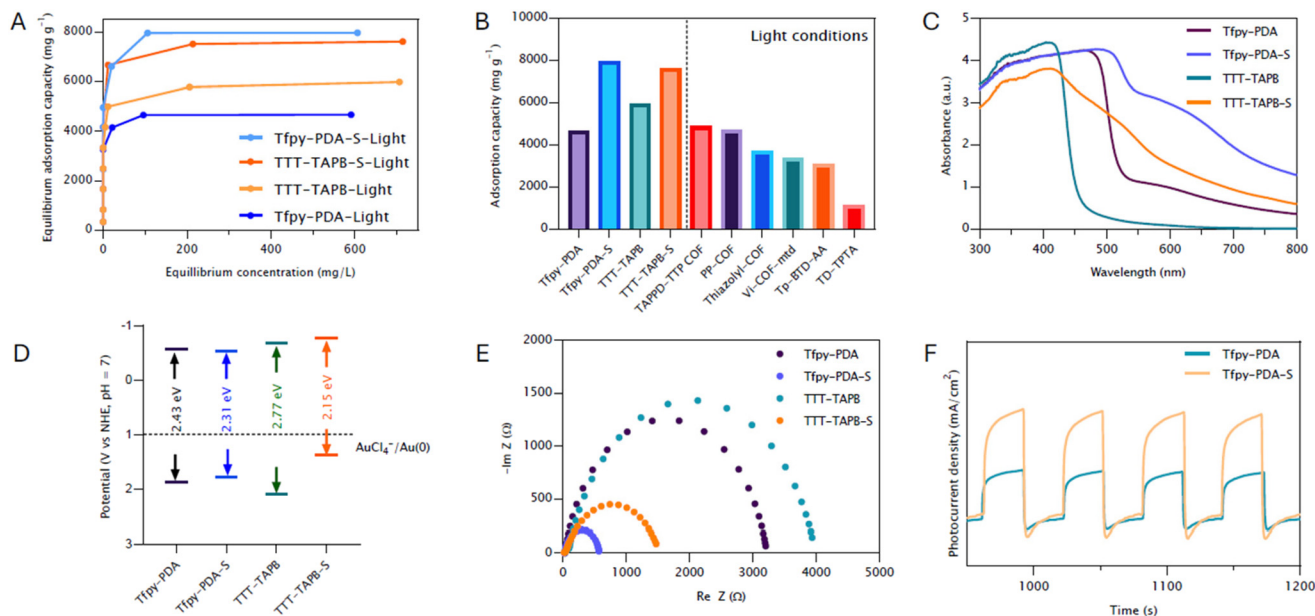 A
Equilibrium adsorption capacity (mg g⁻¹)
8000
6000
4000
2000
0
0
200
400
600
Equillibrium concentration (mg/L)
Tfpy-PDA-S-Light
TTT-TAPB-S-Light
TTT-TAPB-Light
Tfpy-PDA-Light
B
Adsorption capacity (mg g⁻¹)
10000
8000
6000
4000
2000
0
Light conditions
Tfpy-PDA
Tfpy-PDA-S
TTT-TAPB
TTT-TAPB-S
TAPPD-TTP COF
PP-COF
Thiazolyl-COF
Vi-COF-mtd
Tp-BTD-AA
TD-TPTA
C
Absorbance (a.u.)
5
4
3
2
1
0
300
400
500
600
700
800
Wavelength (nm)
Tfpy-PDA
Tfpy-PDA-S
TTT-TAPB
TTT-TAPB-S
D
Potential (V vs NHE, pH = 7)
-1
0
1
2
3
2.43 eV
2.31 eV
2.77 eV
2.15 eV
AuCl₄⁻/Au(0)
Tfpy-PDA
Tfpy-PDA-S
TTT-TAPB
TTT-TAPB-S
E
-Im Z (Ω)
2000
1500
1000
500
0
0
1000
2000
3000
4000
5000
Re Z (Ω)
Tfpy-PDA
Tfpy-PDA-S
TTT-TAPB
TTT-TAPB-S
F
Photocurrent density (mA/cm²)
1000
1100
1200
Time (s)
Tfpy-PDA
Tfpy-PDA-S